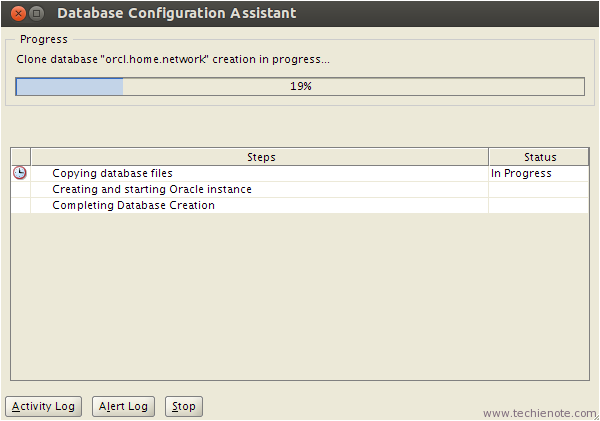 Database Configuration Assistant
Progress
Clone database "orcl.home.network" creation in progress...
19%
Steps Status
Copying database files In Progress
Creating and starting Oracle instance
Completing Database Creation
Activity Log Alert Log Stop
www.techienote.com